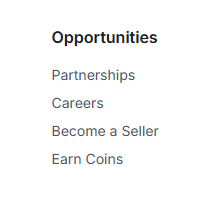 Opportunities
Partnerships
Careers
Become a Seller
Earn Coins